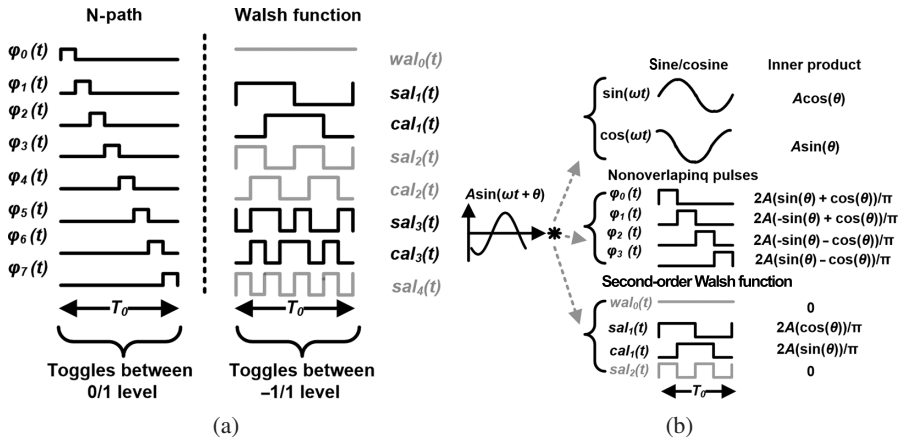 N-path
φ0(t)
φ1(t)
φ2(t)
φ3(t)
φ4(t)
φ5(t)
φ6(t)
φ7(t)
T0
Toggles between
0/1 level
Walsh function
wal0(t)
sal1(t)
cal1(t)
sal2(t)
cal2(t)
sal3(t)
cal3(t)
sal4(t)
T0
Toggles between
–1/1 level
(a)
Asin(ωt + θ)
*
Sine/cosine Inner product
sin(ωt) Acos(θ)
cos(ωt) Asin(θ)
Nonoverlaping pulses
φ0(t) 2A(sin(θ) + cos(θ))/π
φ1(t) 2A(-sin(θ) + cos(θ))/π
φ2(t) 2A(-sin(θ) – cos(θ))/π
φ3(t) 2A(sin(θ) – cos(θ))/π
Second-order Walsh function
wal0(t) 0
sal1(t) 2A(cos(θ))/π
cal1(t) 2A(sin(θ))/π
sal2(t) 0
T0
(b)